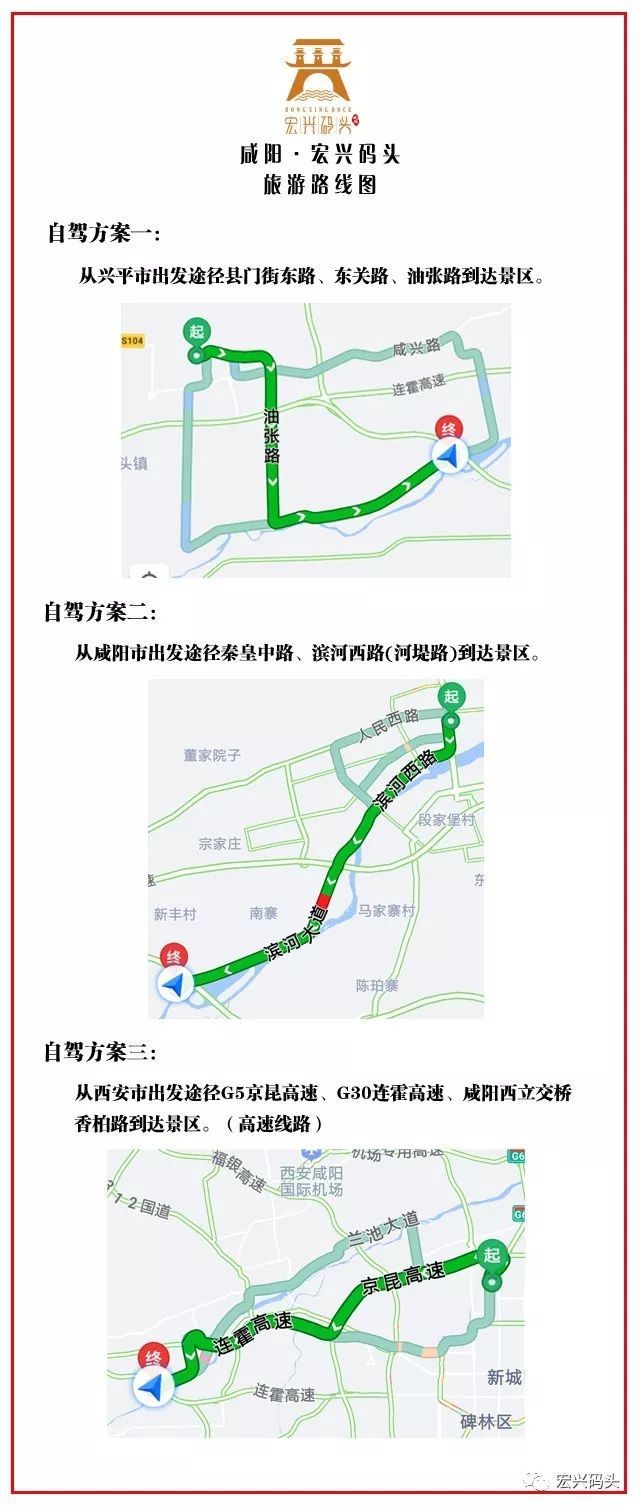 HONGXING DOCK
宏兴码头
咸阳·宏兴码头
旅游路线图
自驾方案一：
从兴平市出发途径县门街东路、东关路、油张路到达景区。
S104
起
咸兴路
连霍高速
油张路
终
头镇
自驾方案二：
从咸阳市出发途径秦皇中路、滨河西路(河堤路)到达景区。
起
人民西路
董家院子
滨河西路
段家堡村
宗家庄
东
速
新丰村
南寨
马家寨村
滨河大道
终
陈珀寨
自驾方案三：
从西安市出发途径G5京昆高速、G30连霍高速、咸阳西立交桥
香柏路到达景区。（高速线路）
福银高速
西安咸阳
国际机场
机场专用高速
G6
312国道
兰池大道
G6
起
京昆高速
连霍高速
终
新城
连霍高速
碑林区
宏兴码头